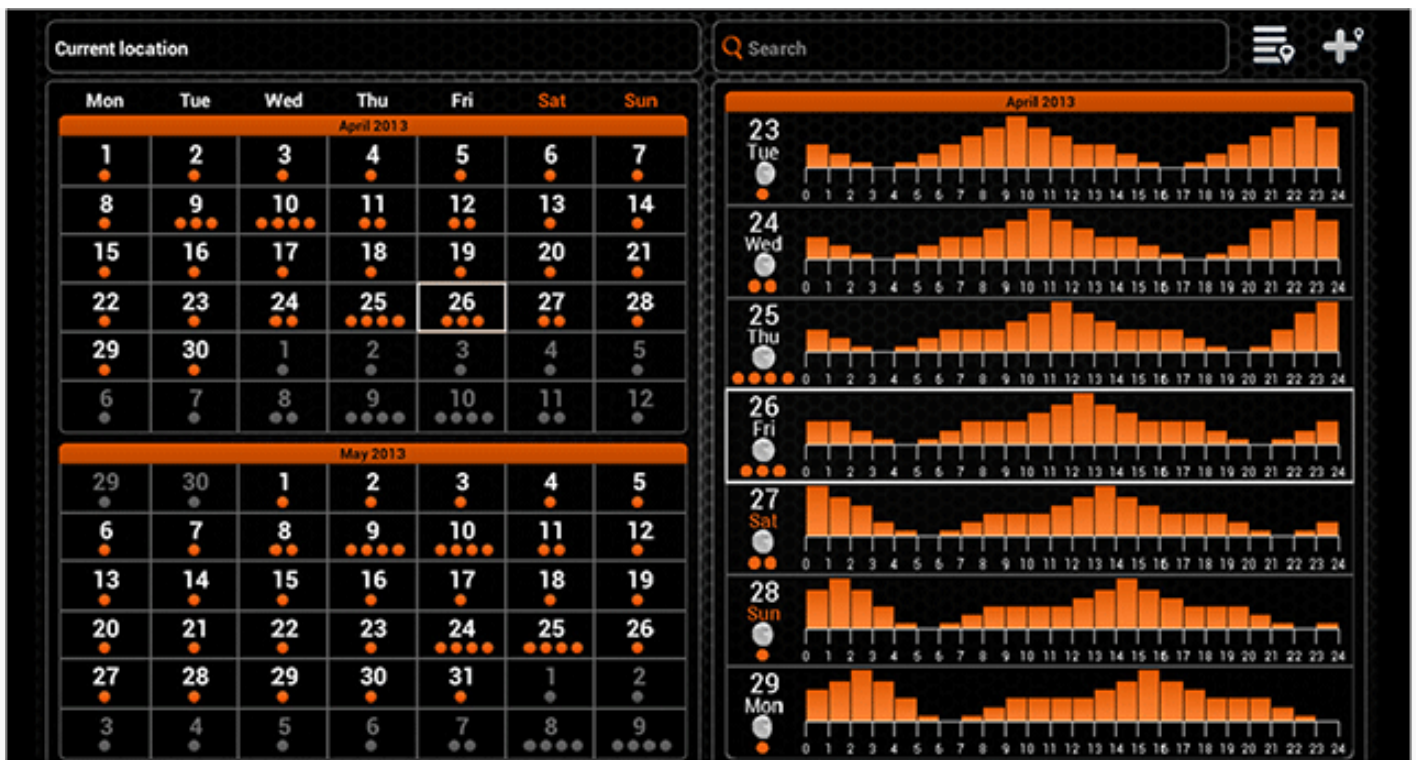 Current location
Search
Mon Tue Wed Thu Fri Sat Sun
April 2013
1 2 3 4 5 6 7
8 9 10 11 12 13 14
15 16 17 18 19 20 21
22 23 24 25 26 27 28
29 30 1 2 3 4 5
6 7 8 9 10 11 12
May 2013
29 30 1 2 3 4 5
6 7 8 9 10 11 12
13 14 15 16 17 18 19
20 21 22 23 24 25 26
27 28 29 30 31 1 2
3 4 5 6 7 8 9
April 2013
23
Tue
0 1 2 3 4 5 6 7 8 9 10 11 12 13 14 15 16 17 18 19 20 21 22 23 24
24
Wed
0 1 2 3 4 5 6 7 8 9 10 11 12 13 14 15 16 17 18 19 20 21 22 23 24
25
Thu
0 1 2 3 4 5 6 7 8 9 10 11 12 13 14 15 16 17 18 19 20 21 22 23 24
26
Fri
0 1 2 3 4 5 6 7 8 9 10 11 12 13 14 15 16 17 18 19 20 21 22 23 24
27
Sat
0 1 2 3 4 5 6 7 8 9 10 11 12 13 14 15 16 17 18 19 20 21 22 23 24
28
Sun
0 1 2 3 4 5 6 7 8 9 10 11 12 13 14 15 16 17 18 19 20 21 22 23 24
29
Mon
0 1 2 3 4 5 6 7 8 9 10 11 12 13 14 15 16 17 18 19 20 21 22 23 24